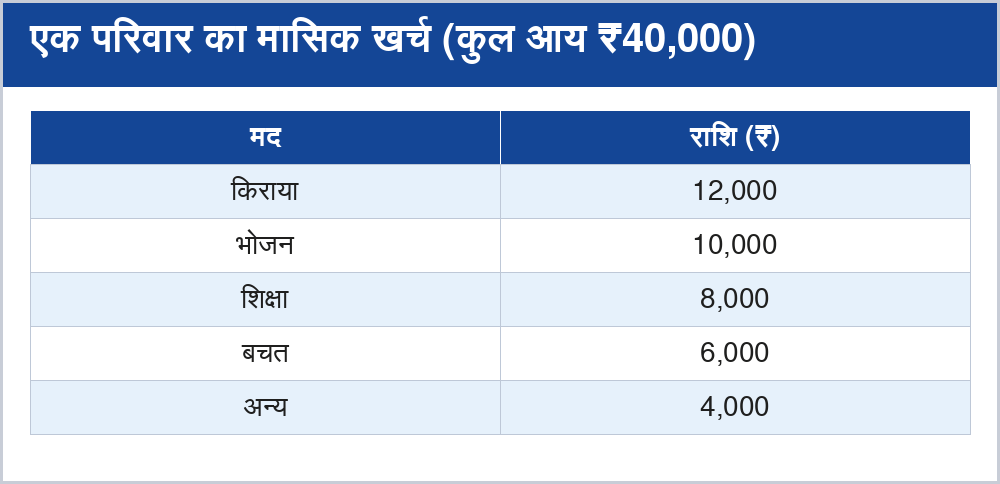 एक परिवार का मासिक खर्च (कुल आय ₹40,000)
मद राशि (₹)
किराया 12,000
भोजन 10,000
शिक्षा 8,000
बचत 6,000
अन्य 4,000